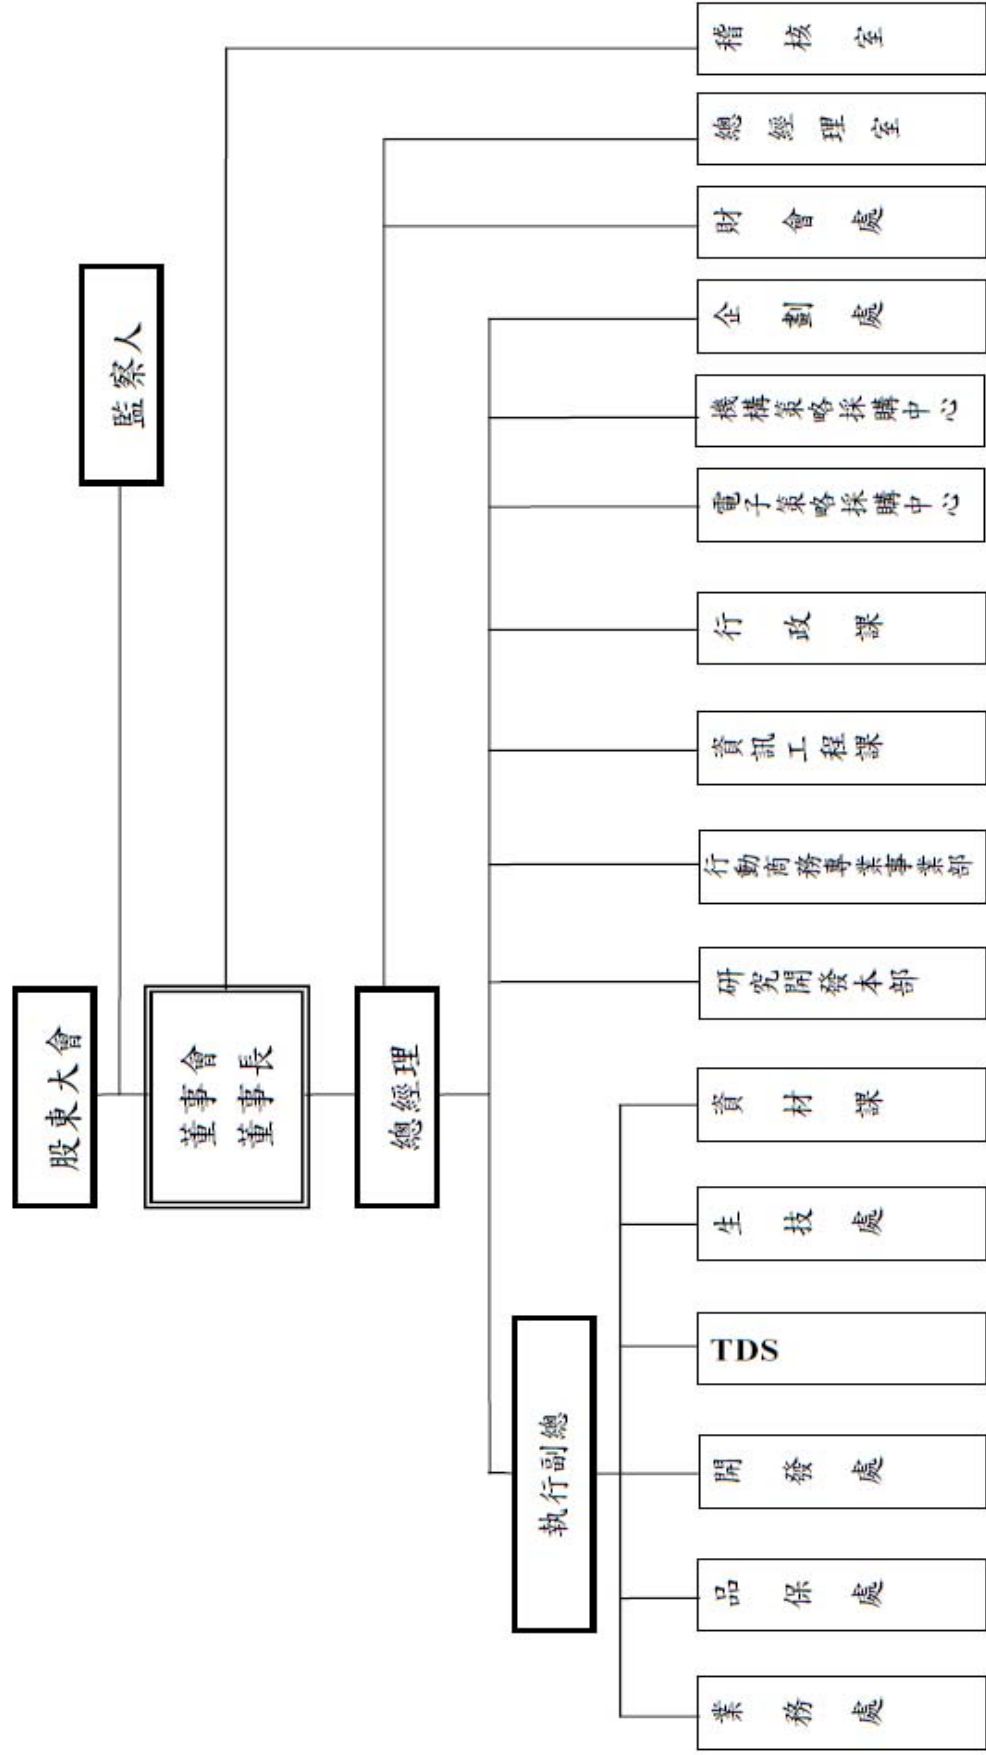 股東大會
監察人
董事會
董事長
總經理
執行副總
業務處
品保處
開發處
TDS
生技處
資材課
研究開發本部
行動商務專業事業部
資訊工程課
行政課
電子策略採購中心
機構策略採購中心
企劃處
財會處
總經理室
稽核室